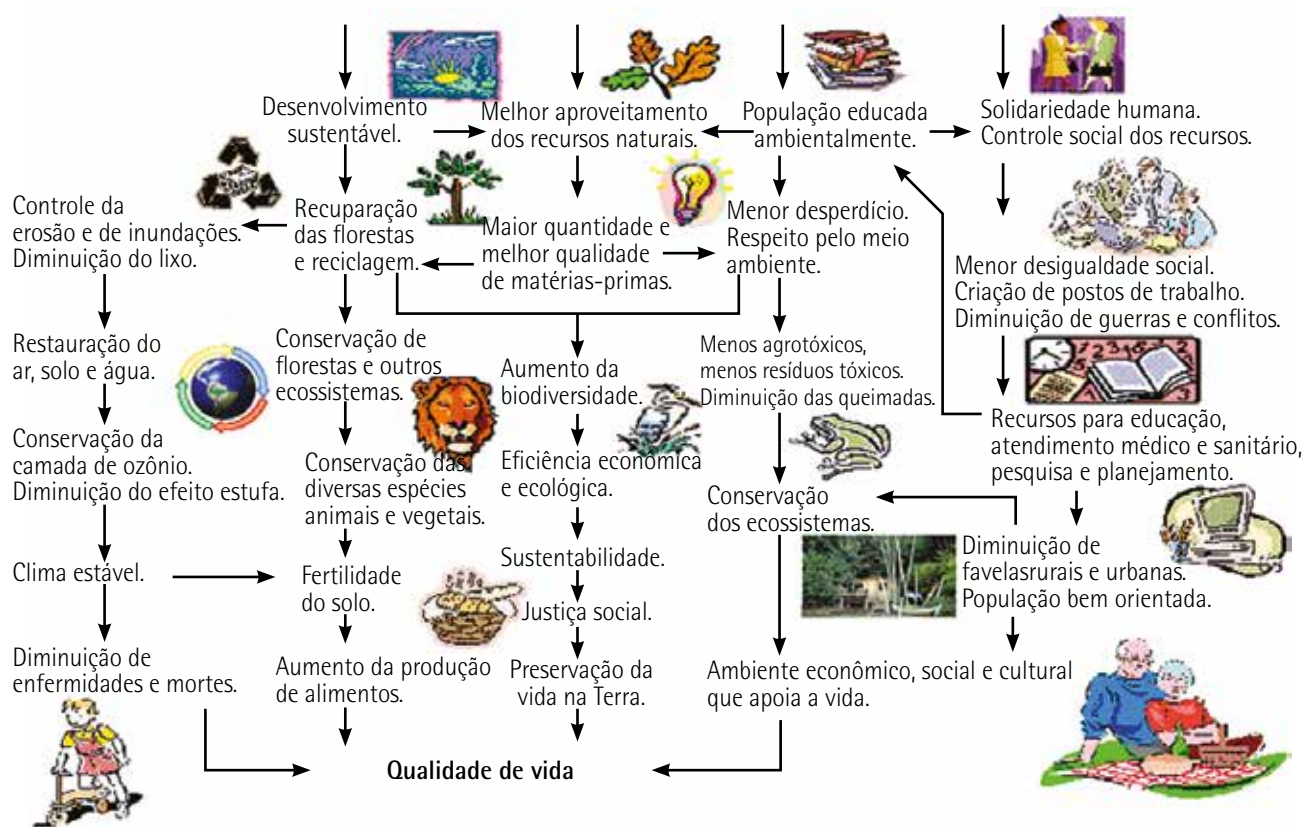 Desenvolvimento
sustentável.
Melhor aproveitamento
dos recursos naturais.
População educada
ambientalmente.
Solidariedade humana.
Controle social dos recursos.
Controle da
erosão e de inundações.
Diminuição do lixo.
Recuparação
das florestas
e reciclagem.
Maior quantidade e
melhor qualidade
de matérias-primas.
Menor desperdício.
Respeito pelo meio
ambiente.
Menor desigualdade social.
Criação de postos de trabalho.
Diminuição de guerras e conflitos.
Restauração do
ar, solo e água.
Conservação de
florestas e outros
ecossistemas.
Aumento da
biodiversidade.
Menos agrotóxicos,
menos resíduos tóxicos.
Diminuição das queimadas.
Recursos para educação,
atendimento médico e sanitário,
pesquisa e planejamento.
Conservação da
camada de ozônio.
Diminuição do efeito estufa.
Conservação das
diversas espécies
animais e vegetais.
Eficiência econômica
e ecológica.
Conservação
dos ecossistemas.
Diminuição de
favelasrurais e urbanas.
População bem orientada.
Clima estável.
Fertilidade
do solo.
Sustentabilidade.
Justiça social.
Diminuição de
enfermidades e mortes.
Aumento da produção
de alimentos.
Preservação da
vida na Terra.
Ambiente econômico, social e cultural
que apoia a vida.
Qualidade de vida